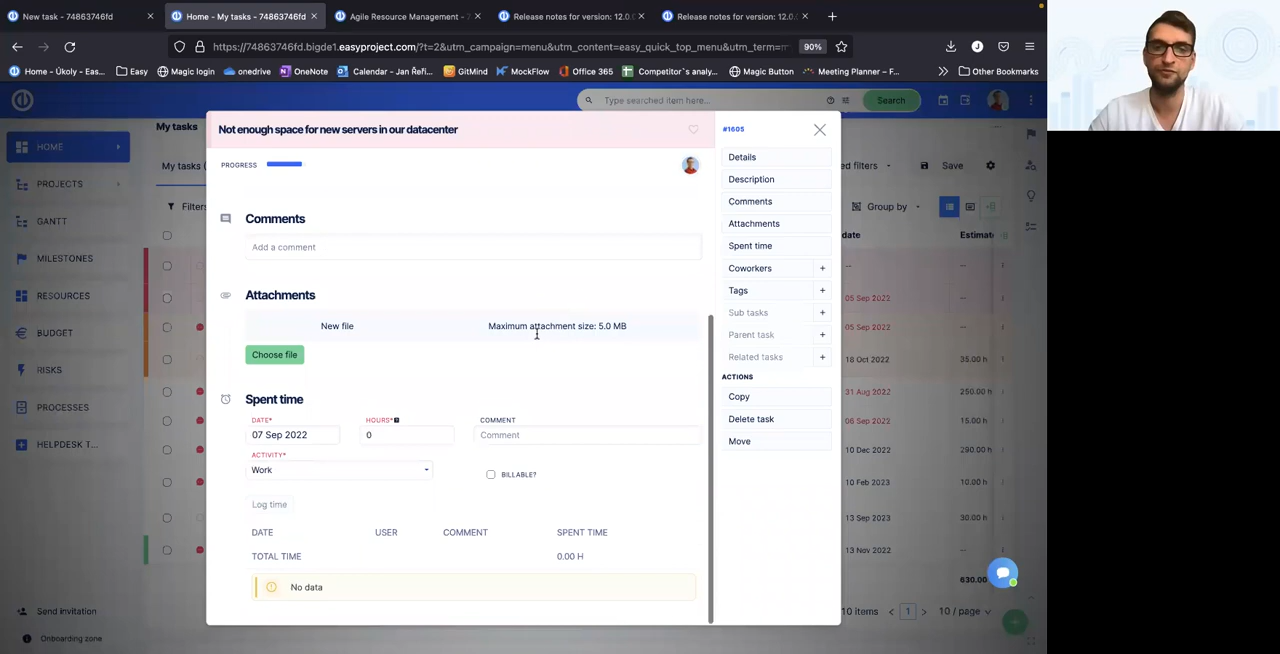 New task - 74863746fd
Home - My tasks - 74863746fd
Agile Resource Management - 7
Release notes for version: 12.0.
Release notes for version: 12.0.
https://74863746fd.bigde1.easyproject.com/?t=2&utm_campaign=menu&utm_content=easy_quick_top_menu&utm_term=m
90%
J
Home - Úkoly - Eas...
Easy
Magic login
onedrive
OneNote
Calendar - Jan Řeři...
GitMind
MockFlow
Office 365
Competitor`s analy...
Magic Button
Meeting Planner – F...
Other Bookmarks
Type searched item here...
Search
HOME
PROJECTS
GANTT
MILESTONES
RESOURCES
BUDGET
RISKS
PROCESSES
HELPDESK T...
Send invitation
Onboarding zone
My tasks
My tasks (
Filters
Not enough space for new servers in our datacenter
PROGRESS
Comments
Add a comment
Attachments
New file
Maximum attachment size: 5.0 MB
Choose file
Spent time
DATE*
HOURS*
COMMENT
07 Sep 2022
0
Comment
ACTIVITY*
Work
BILLABLE?
Log time
DATE
USER
COMMENT
SPENT TIME
TOTAL TIME
0.00 H
No data
#1605
Details
Description
Comments
Attachments
Spent time
Coworkers
Tags
Sub tasks
Parent task
Related tasks
ACTIONS
Copy
Delete task
Move
ed filters
Save
Group by
date
Estimat
--
05 Sep 2022
05 Sep 2022
--
18 Oct 2022
35.00 h
31 Aug 2022
250.00 h
06 Sep 2022
--
10 Dec 2022
290.00 h
10 Feb 2023
10.00 h
13 Sep 2023
30.00 h
13 Nov 2022
--
630.00
10 items
1
10 / page